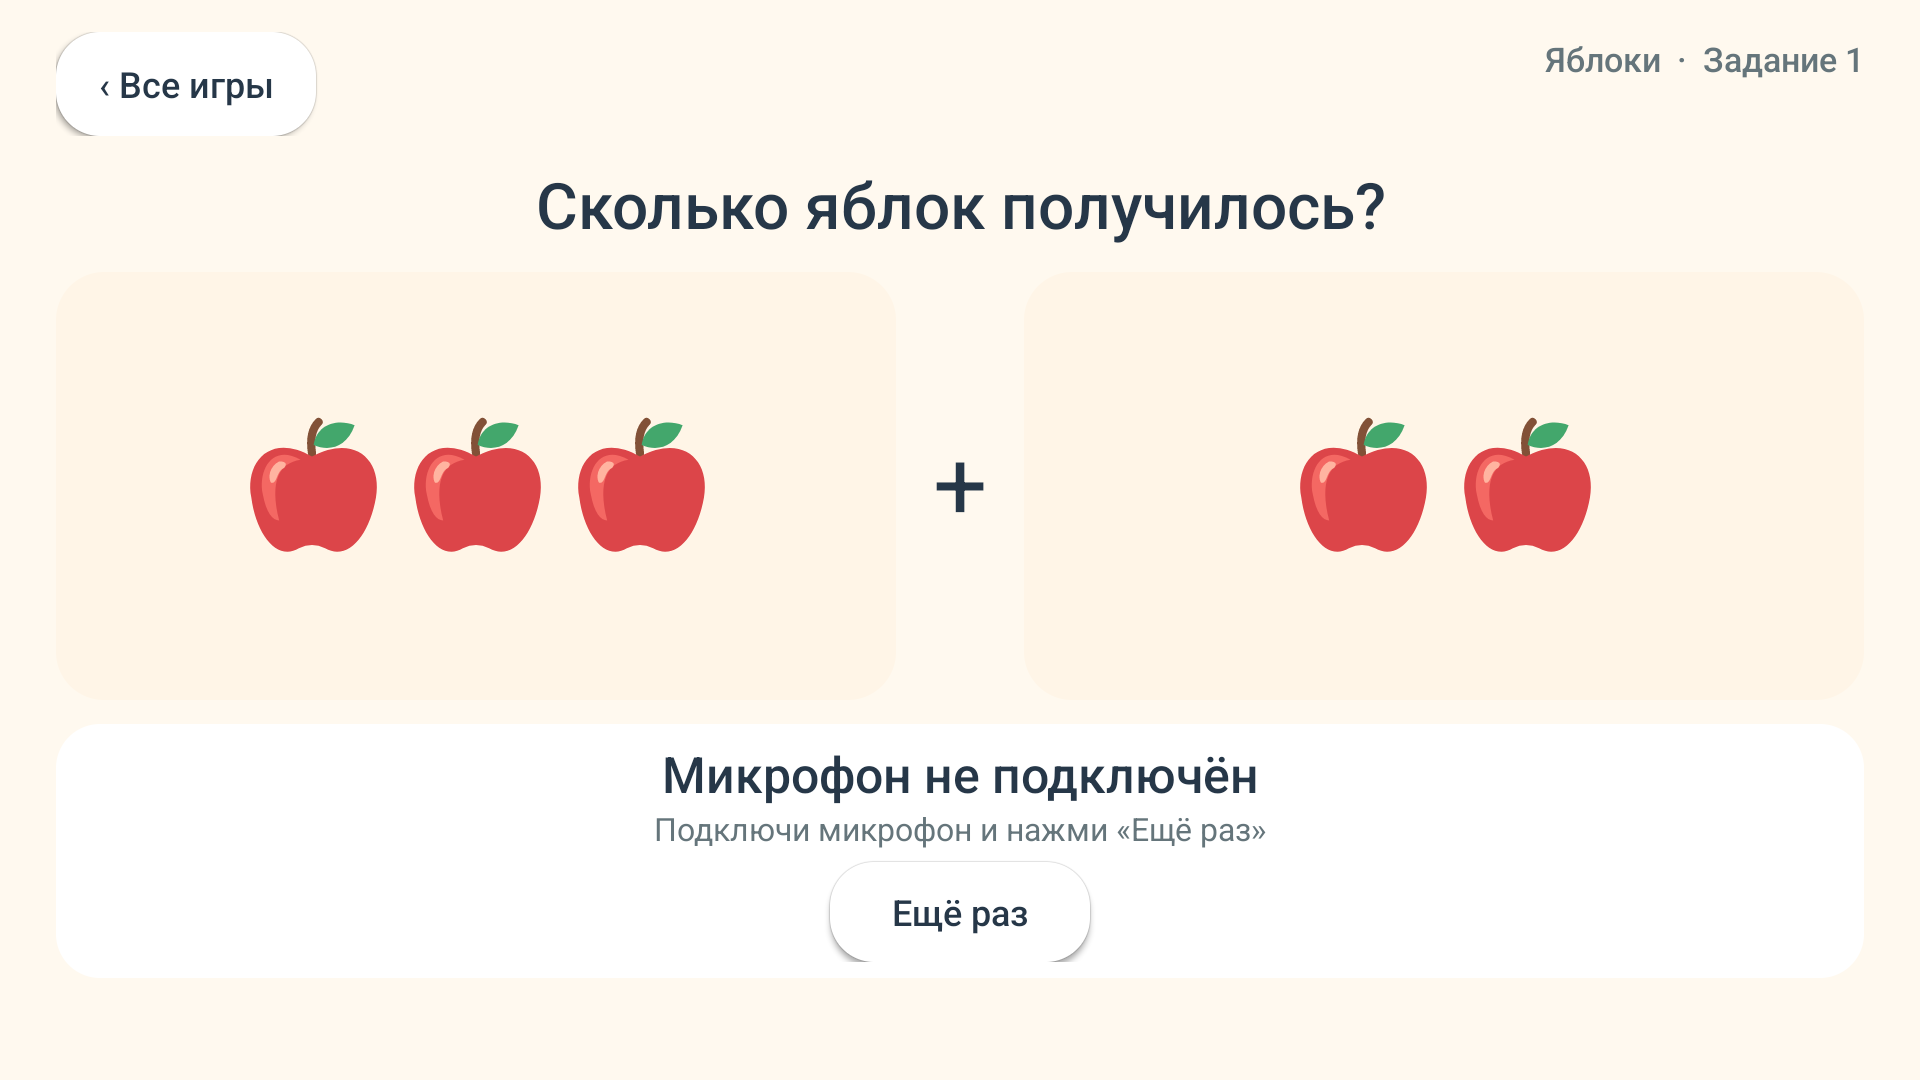 ‹ Все игры
Яблоки · Задание 1
Сколько яблок получилось?
+
Микрофон не подключён
Подключи микрофон и нажми «Ещё раз»
Ещё раз